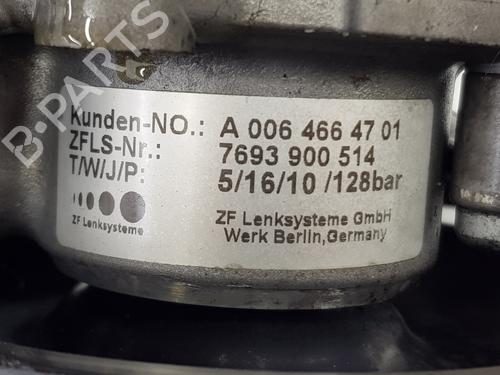 B-PARTS
Kunden-NO.: A 006 466 47 01
ZFLS-Nr.: 7693 900 514
T/W/J/P: 5/16/10 /128bar
ZF Lenksysteme
ZF Lenksysteme GmbH
Werk Berlin,Germany